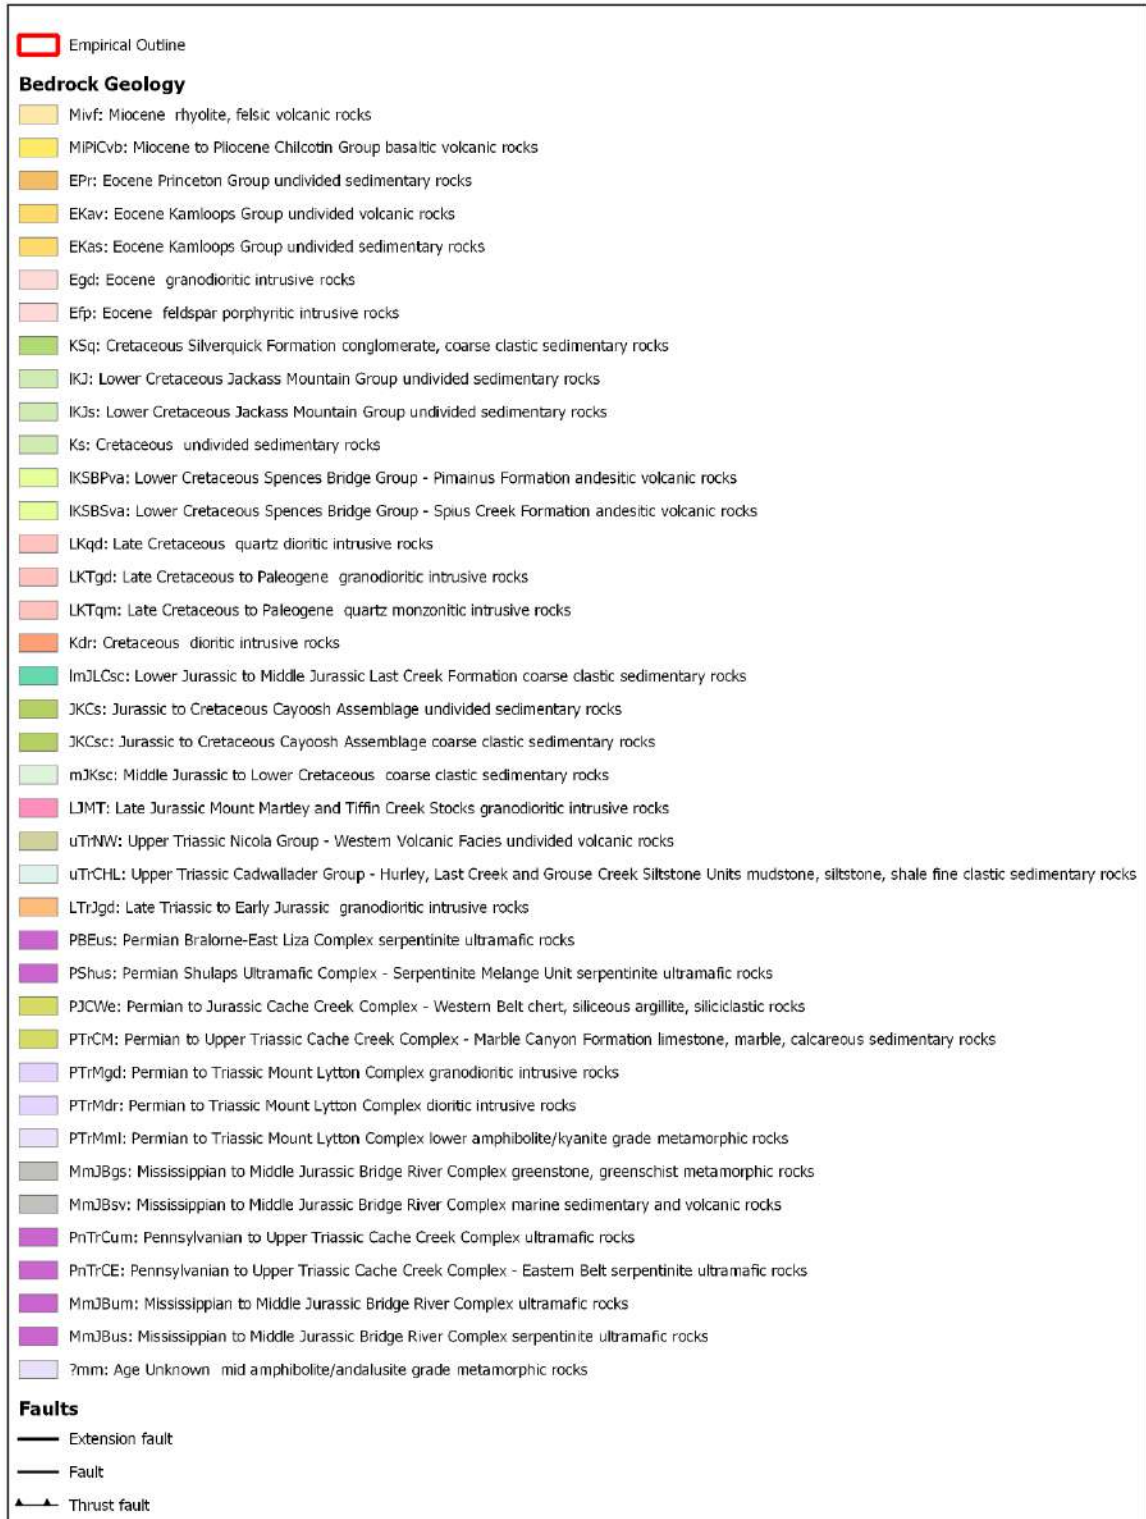 Empirical Outline
Bedrock Geology
Mivf: Miocene rhyolite, felsic volcanic rocks
MiPiCvb: Miocene to Pliocene Chilcotin Group basaltic volcanic rocks
EPr: Eocene Princeton Group undivided sedimentary rocks
EKav: Eocene Kamloops Group undivided volcanic rocks
EKas: Eocene Kamloops Group undivided sedimentary rocks
Egd: Eocene granodioritic intrusive rocks
Efp: Eocene feldspar porphyritic intrusive rocks
KSq: Cretaceous Silverquick Formation conglomerate, coarse clastic sedimentary rocks
lKJ: Lower Cretaceous Jackass Mountain Group undivided sedimentary rocks
lKJs: Lower Cretaceous Jackass Mountain Group undivided sedimentary rocks
Ks: Cretaceous undivided sedimentary rocks
lKSBPva: Lower Cretaceous Spences Bridge Group - Pimainus Formation andesitic volcanic rocks
lKSBSva: Lower Cretaceous Spences Bridge Group - Spius Creek Formation andesitic volcanic rocks
LKqd: Late Cretaceous quartz dioritic intrusive rocks
LKTgd: Late Cretaceous to Paleogene granodioritic intrusive rocks
LKTqm: Late Cretaceous to Paleogene quartz monzonitic intrusive rocks
Kdr: Cretaceous dioritic intrusive rocks
lmJLCsc: Lower Jurassic to Middle Jurassic Last Creek Formation coarse clastic sedimentary rocks
JKCs: Jurassic to Cretaceous Cayoosh Assemblage undivided sedimentary rocks
JKCsc: Jurassic to Cretaceous Cayoosh Assemblage coarse clastic sedimentary rocks
mJKsc: Middle Jurassic to Lower Cretaceous coarse clastic sedimentary rocks
LJMT: Late Jurassic Mount Martley and Tiffin Creek Stocks granodioritic intrusive rocks
uTrNW: Upper Triassic Nicola Group - Western Volcanic Facies undivided volcanic rocks
uTrCHL: Upper Triassic Cadwallader Group - Hurley, Last Creek and Grouse Creek Siltstone Units mudstone, siltstone, shale fine clastic sedimentary rocks
LTrJgd: Late Triassic to Early Jurassic granodioritic intrusive rocks
PBEus: Permian Bralorne-East Liza Complex serpentinite ultramafic rocks
PShus: Permian Shulaps Ultramafic Complex - Serpentinite Melange Unit serpentinite ultramafic rocks
PJCWe: Permian to Jurassic Cache Creek Complex - Western Belt chert, siliceous argillite, siliciclastic rocks
PTrCM: Permian to Upper Triassic Cache Creek Complex - Marble Canyon Formation limestone, marble, calcareous sedimentary rocks
PTrMgd: Permian to Triassic Mount Lytton Complex granodioritic intrusive rocks
PTrMdr: Permian to Triassic Mount Lytton Complex dioritic intrusive rocks
PTrMml: Permian to Triassic Mount Lytton Complex lower amphibolite/kyanite grade metamorphic rocks
MmJBgs: Mississippian to Middle Jurassic Bridge River Complex greenstone, greenschist metamorphic rocks
MmJBsv: Mississippian to Middle Jurassic Bridge River Complex marine sedimentary and volcanic rocks
PnTrCum: Pennsylvanian to Upper Triassic Cache Creek Complex ultramafic rocks
PnTrCE: Pennsylvanian to Upper Triassic Cache Creek Complex - Eastern Belt serpentinite ultramafic rocks
MmJBum: Mississippian to Middle Jurassic Bridge River Complex ultramafic rocks
MmJBus: Mississippian to Middle Jurassic Bridge River Complex serpentinite ultramafic rocks
?mm: Age Unknown mid amphibolite/andalusite grade metamorphic rocks
Faults
Extension fault
Fault
Thrust fault